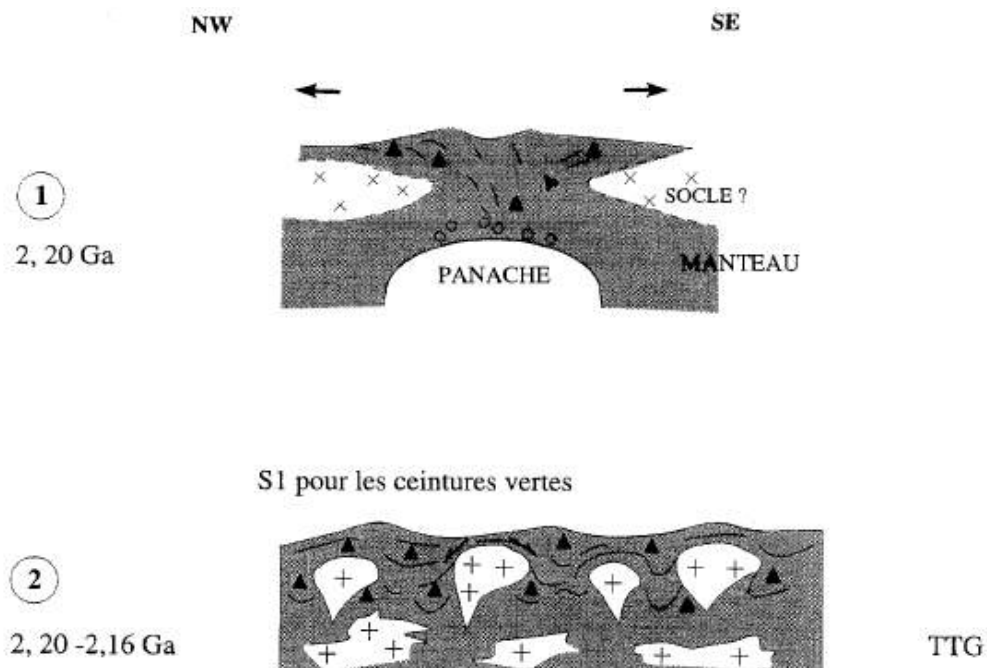 NW SE
1
2, 20 Ga
SOCLE ?
PANACHE
MANTEAU
S1 pour les ceintures vertes
2
2, 20 -2,16 Ga
TTG